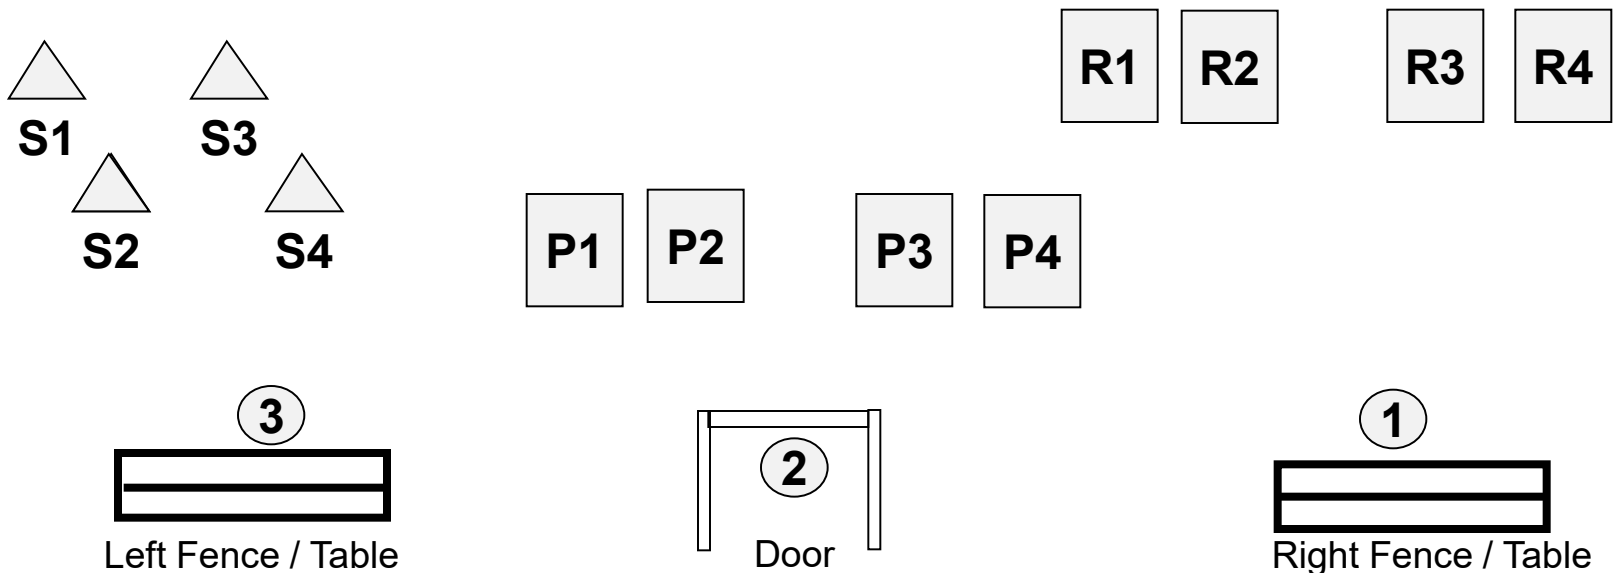 R1 R2 R3 R4
S1 S3
S2 S4
P1 P2 P3 P4
3
2
1
Left Fence / Table
Door
Right Fence / Table